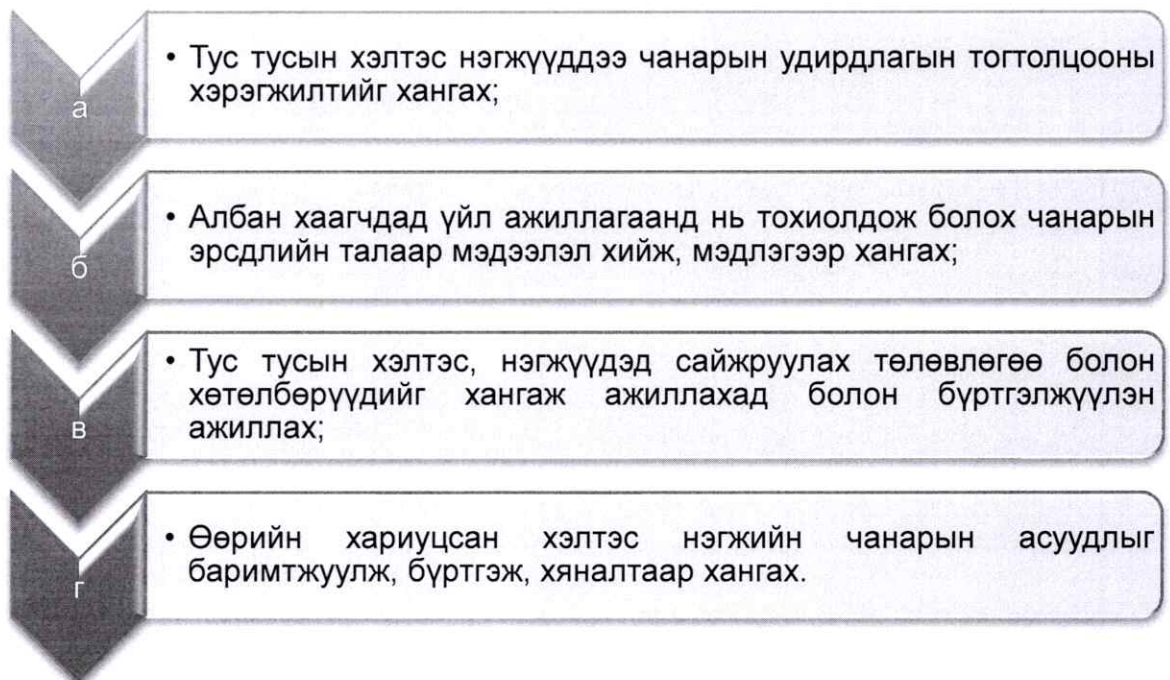 а
• Тус тусын хэлтэс нэгжүүддээ чанарын удирдлагын тогтолцооны
хэрэгжилтийг хангах;
б
• Албан хаагчдад үйл ажиллагаанд нь тохиолдож болох чанарын
эрсдлийн талаар мэдээлэл хийж, мэдлэгээр хангах;
в
• Тус тусын хэлтэс, нэгжүүдэд сайжруулах төлөвлөгөө болон
хөтөлбөрүүдийг хангаж ажиллахад болон бүртгэлжүүлэн
ажиллах;
г
• Өөрийн хариуцсан хэлтэс нэгжийн чанарын асуудлыг
баримтжуулж, бүртгэж, хяналтаар хангах.